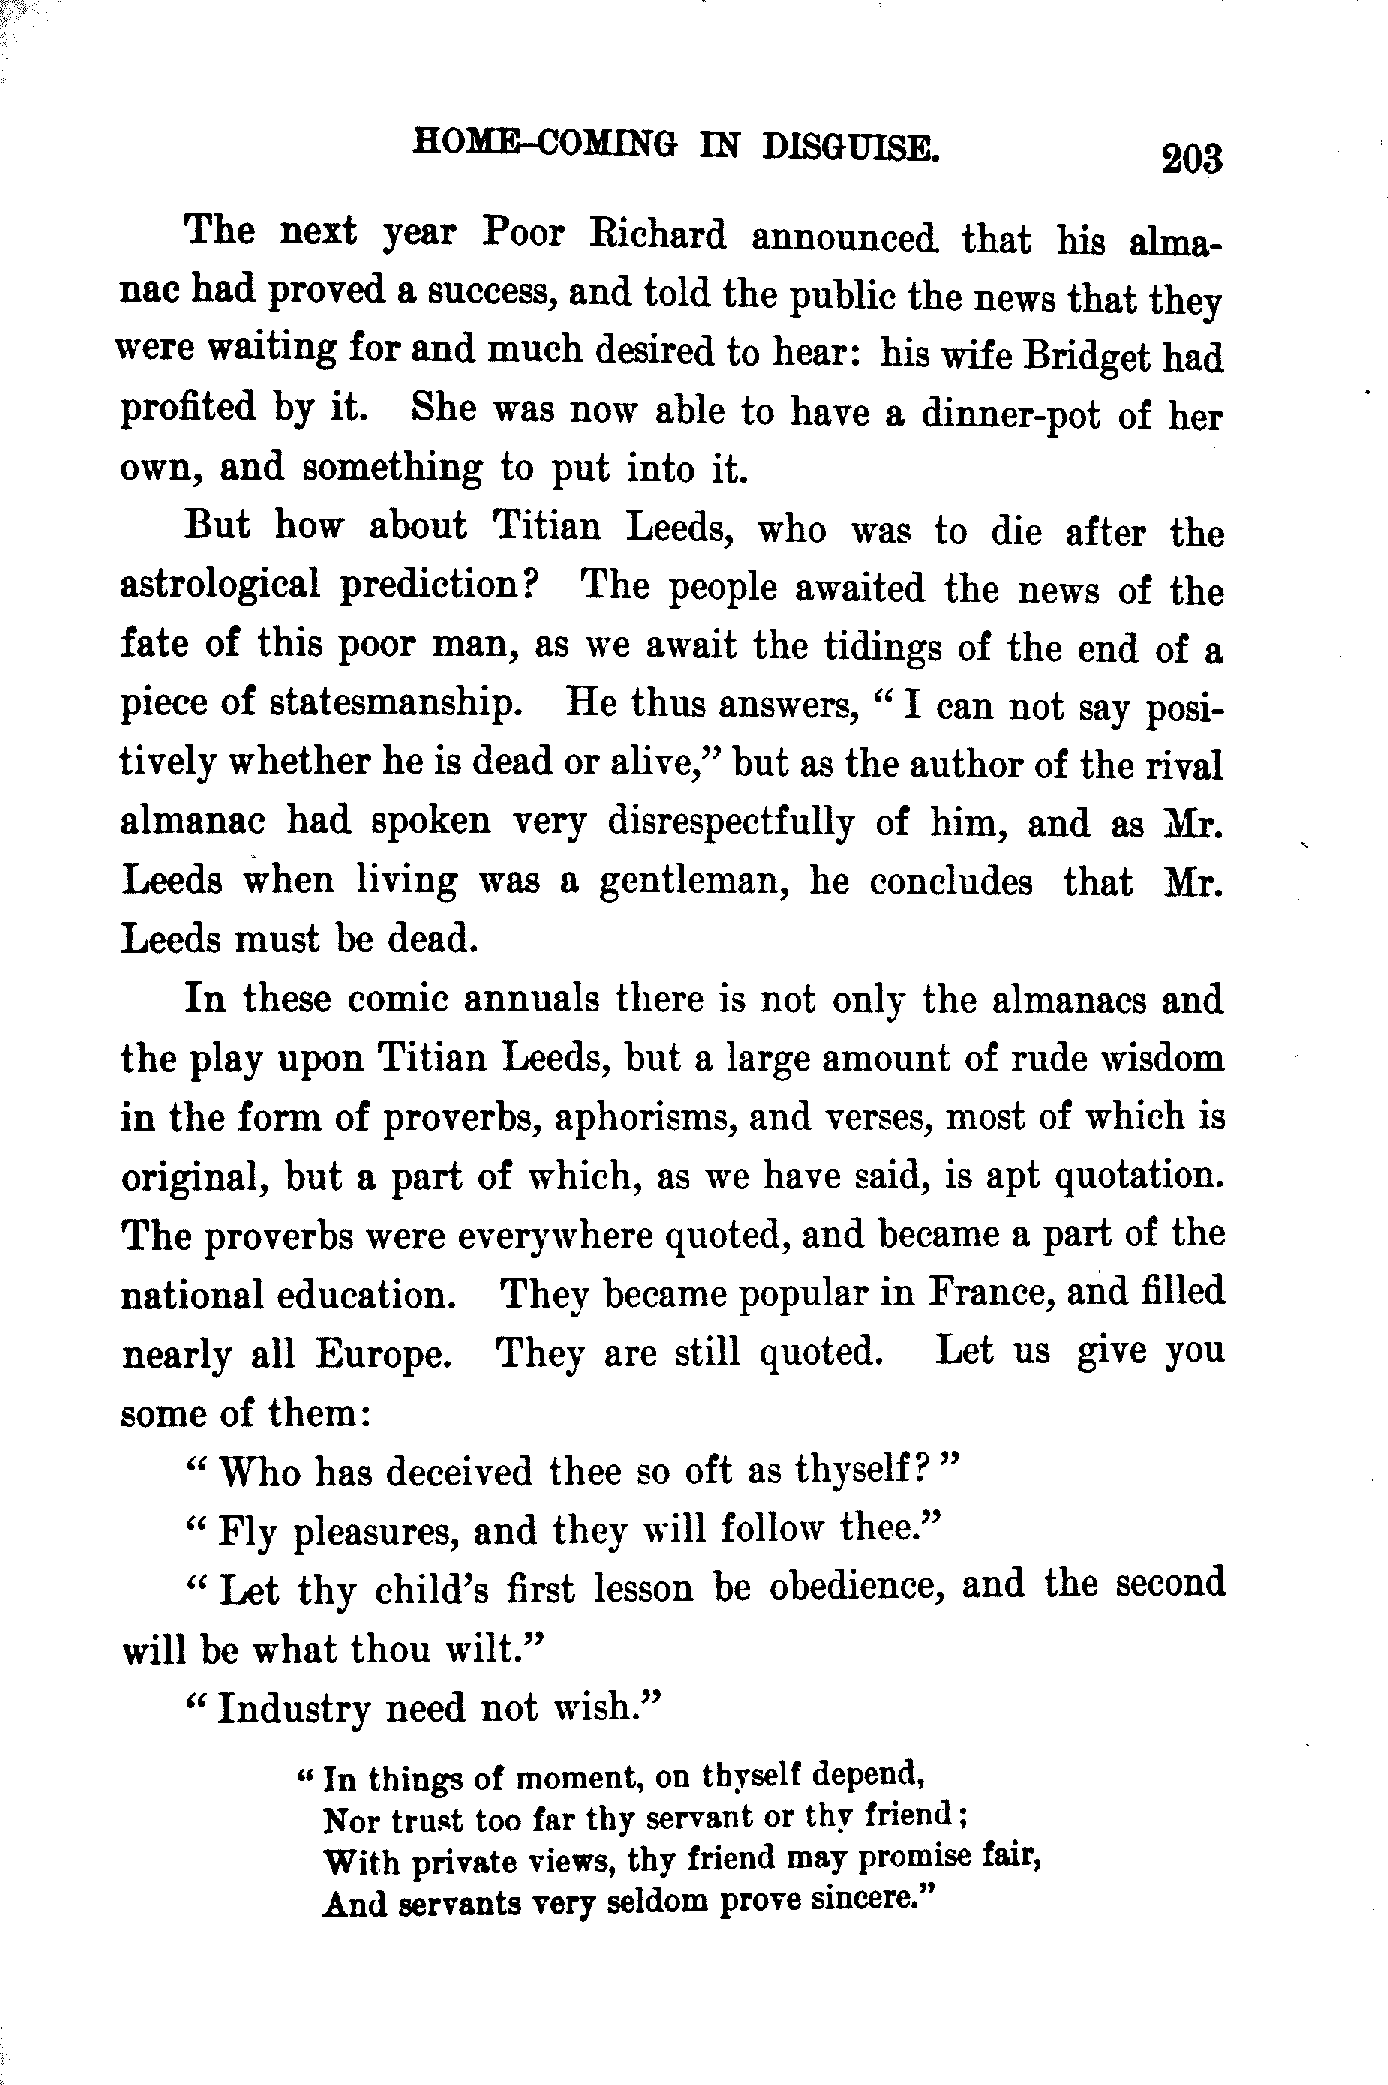 HOME-COMING IN DISGUISE. 203
The next year Poor Richard announced that his alma-
nac had proved a success, and told the public the news that they
were waiting for and much desired to hear: his wife Bridget had
profited by it. She was now able to have a dinner-pot of her
own, and something to put into it.
But how about Titian Leeds, who was to die after the
astrological prediction? The people awaited the news of the
fate of this poor man, as we await the tidings of the end of a
piece of statesmanship. He thus answers, “ I can not say posi-
tively whether he is dead or alive,” but as the author of the rival
almanac had spoken very disrespectfully of him, and as Mr.
Leeds when living was a gentleman, he concludes that Mr.
Leeds must be dead.
In these comic annuals there is not only the almanacs and
the play upon Titian Leeds, but a large amount of rude wisdom
in the form of proverbs, aphorisms, and verses, most of which is
original, but a part of which, as we have said, is apt quotation.
The proverbs were everywhere quoted, and became a part of the
national education. They became popular in France, and filled
nearly all Europe. They are still quoted. Let us give you
some of them:
“ Who has deceived thee so oft as thyself? ”
“ Fly pleasures, and they will follow thee.”
“ Let thy child’s first lesson be obedience, and the second
will be what thou wilt.”
“ Industry need not wish.”
“ In things of moment, on thyself depend,
Nor trust too far thy servant or thy friend;
With private views, thy friend may promise fair,
And servants very seldom prove sincere.”